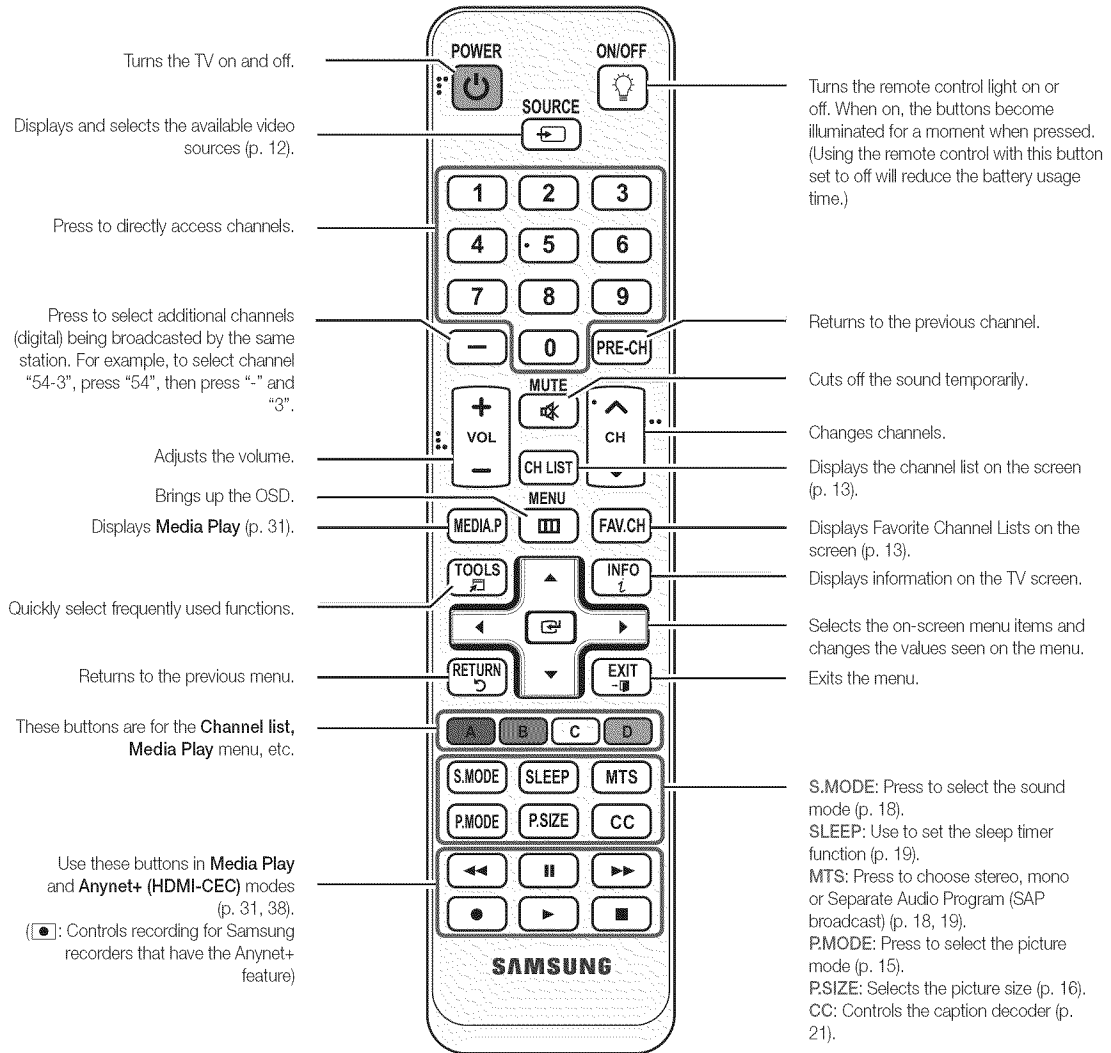 Turns the TV on and off.
Displays and selects the available video
sources (p. 12).
Press to directly access channels.
Press to select additional channels
(digital) being broadcasted by the same
station. For example, to select channel
“54-3”, press “54”, then press “-” and
“3”.
Adjusts the volume.
Brings up the OSD.
Displays Media Play (p. 31).
Quickly select frequently used functions.
Returns to the previous menu.
These buttons are for the Channel list,
Media Play menu, etc.
Use these buttons in Media Play
and Anynet+ (HDMI-CEC) modes
(p. 31, 38).
(: Controls recording for Samsung
recorders that have the Anynet+
feature)
POWER
ON/OFF
SOURCE
1 2 3
4 5 6
7 8 9
— 0 PRE-CH
MUTE
+
VOL
—
CH
CH LIST
MENU
MEDIA.P
FAV.CH
TOOLS
INFO
i
RETURN
EXIT
A B C D
S.MODE SLEEP MTS
P.MODE P.SIZE CC
SAMSUNG
Turns the remote control light on or
off. When on, the buttons become
illuminated for a moment when pressed.
(Using the remote control with this button
set to off will reduce the battery usage
time.)
Returns to the previous channel.
Cuts off the sound temporarily.
Changes channels.
Displays the channel list on the screen
(p. 13).
Displays Favorite Channel Lists on the
screen (p. 13).
Displays information on the TV screen.
Selects the on-screen menu items and
changes the values seen on the menu.
Exits the menu.
S.MODE: Press to select the sound
mode (p. 18).
SLEEP: Use to set the sleep timer
function (p. 19).
MTS: Press to choose stereo, mono
or Separate Audio Program (SAP
broadcast) (p. 18, 19).
P.MODE: Press to select the picture
mode (p. 15).
P.SIZE: Selects the picture size (p. 16).
CC: Controls the caption decoder (p.
21).